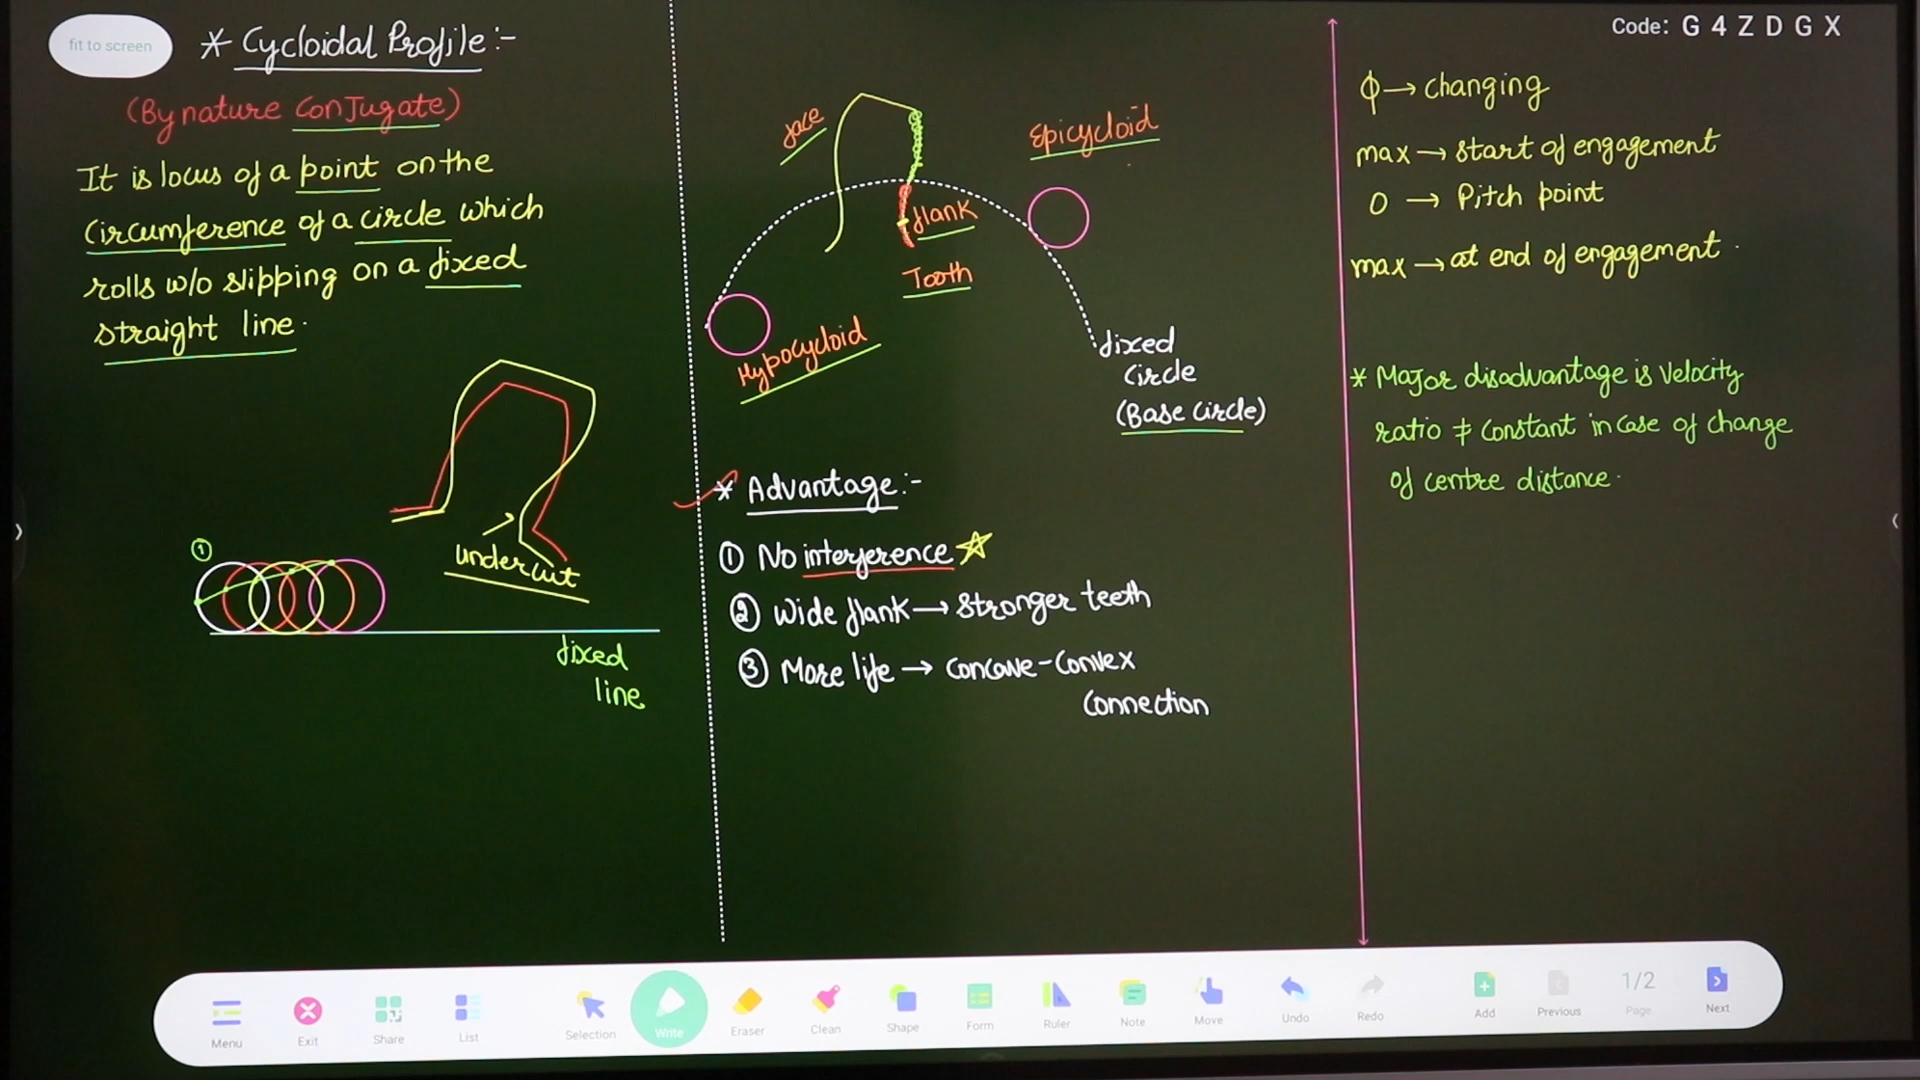 fit to screen
* Cycloidal Profile :-
(By nature conjugate)
It is locus of a point on the
circumference of a circle which
rolls w/o slipping on a fixed
straight line.
undercut
1
fixed
line
face
Epicycloid
flank
Tooth
Hypocycloid
fixed
circle
(Base circle)
* Advantage :-
① No interference ☆
② Wide flank → stronger teeth
③ More life → concave-convex
connection
Code: G 4 Z D G X
ϕ → changing
max → start of engagement
0 → Pitch point
max → at end of engagement.
* Major disadvantage is velocity
ratio ≠ constant in case of change
of centre distance.
Menu
Exit
Share
List
Selection
Write
Eraser
Clean
Shape
Form
Ruler
Note
Move
Undo
Redo
Add
Previous
1/2
Page
Next